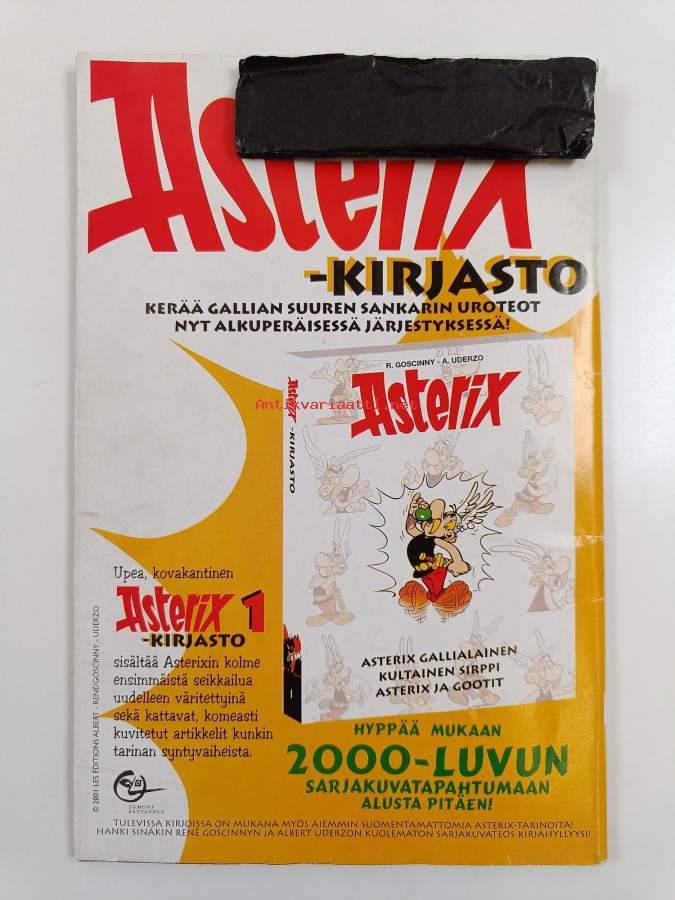 Asterix
-KIRJASTO
KERÄÄ GALLIAN SUUREN SANKARIN UROTEOT
NYT ALKUPERÄISESSÄ JÄRJESTYKSESSÄ!
R. GOSCINNY - A. UDERZO
Asterix
Antikvariaatti.net
Asterix -KIRJASTO
ASTERIX GALLIALAINEN
KULTAINEN SIRPPI
ASTERIX JA GOOTIT
Upea, kovakantinen
Asterix 1
-KIRJASTO
sisältää Asterixin kolme
ensimmäistä seikkailua
uudelleen väritettyinä
sekä kattavat, komeasti
kuvitetut artikkelit kunkin
tarinan syntyvaiheista.
HYPPÄÄ MUKAAN
2000-LUVUN
SARJAKUVATAPAHTUMAAN
ALUSTA PITÄEN!
© 2001 LES EDITIONS ALBERT - RENE/GOSCINNY - UDERZO
EGMONT
KUSTANNUS
TULEVISSA KIRJOISSA ON MUKANA MYÖS AIEMMIN SUOMENTAMATTOMIA ASTERIX-TARINOITA!
HANKI SINÄKIN RENÉ GOSCINNYN JA ALBERT UDERZON KUOLEMATON SARJAKUVATEOS KIRJAHYLLYYSI!